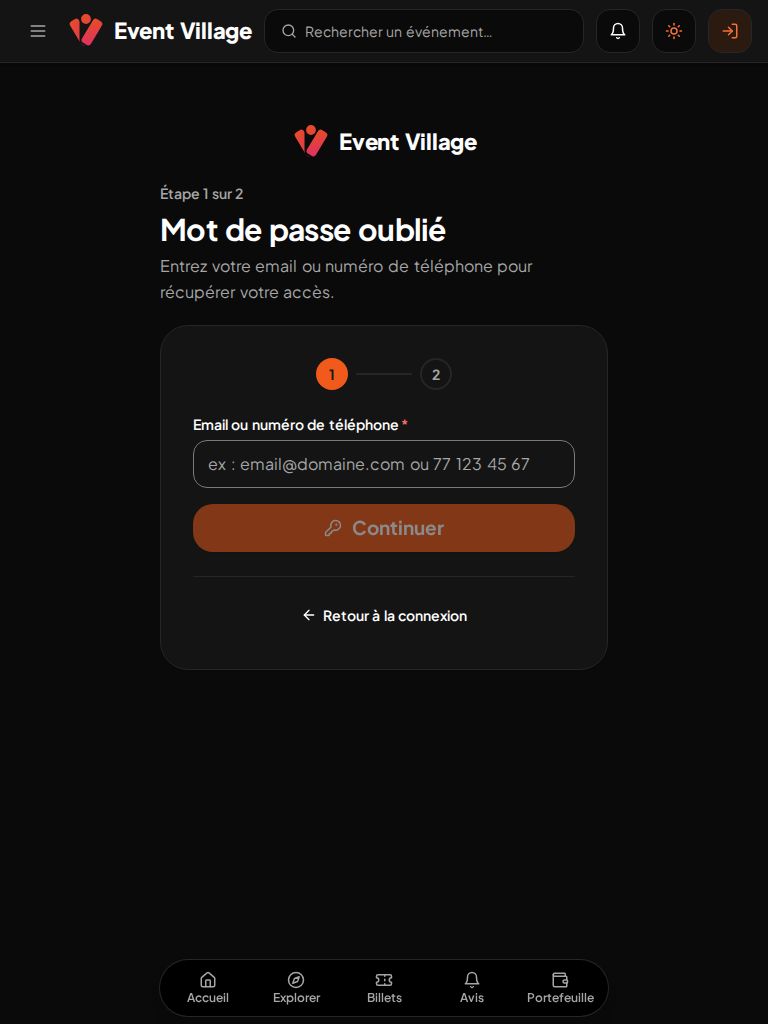 Event Village
Rechercher un événement...
Event Village
Étape 1 sur 2
Mot de passe oublié
Entrez votre email ou numéro de téléphone pour
récupérer votre accès.
1
2
Email ou numéro de téléphone *
ex : email@domaine.com ou 77 123 45 67
Continuer
Retour à la connexion
Accueil
Explorer
Billets
Avis
Portefeuille